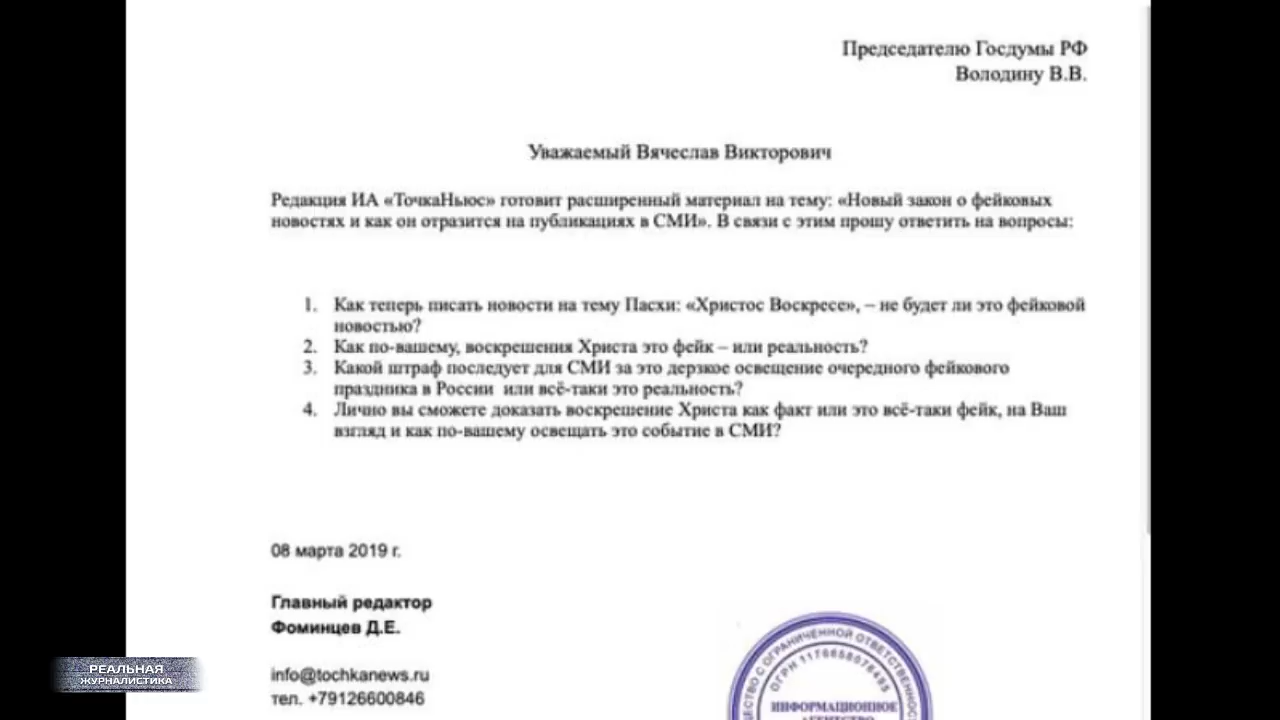 Председателю Госдумы РФ
Володину В.В.
Уважаемый Вячеслав Викторович
Редакция ИА «ТочкаНьюс» готовит расширенный материал на тему: «Новый закон о фейковых
новостях и как он отразится на публикациях в СМИ». В связи с этим прошу ответить на вопросы:
1. Как теперь писать новости на тему Пасхи: «Христос Воскресе», – не будет ли это фейковой
новостью?
2. Как по-вашему, воскрешения Христа это фейк – или реальность?
3. Какой штраф последует для СМИ за это дерзкое освещение очередного фейкового
праздника в России или всё-таки это реальность?
4. Лично вы сможете доказать воскрешение Христа как факт или это всё-таки фейк, на Ваш
взгляд и как по-вашему освещать это событие в СМИ?
08 марта 2019 г.
Главный редактор
Фоминцев Д.Е.
info@tochkanews.ru
тел. +79126600846
РЕАЛЬНАЯ
ЖУРНАЛИСТИКА
С ОГРАНИЧЕННОЙ ОТВЕТСТВЕННОС
ОГРН
ИНФОРМАЦИОННОЕ